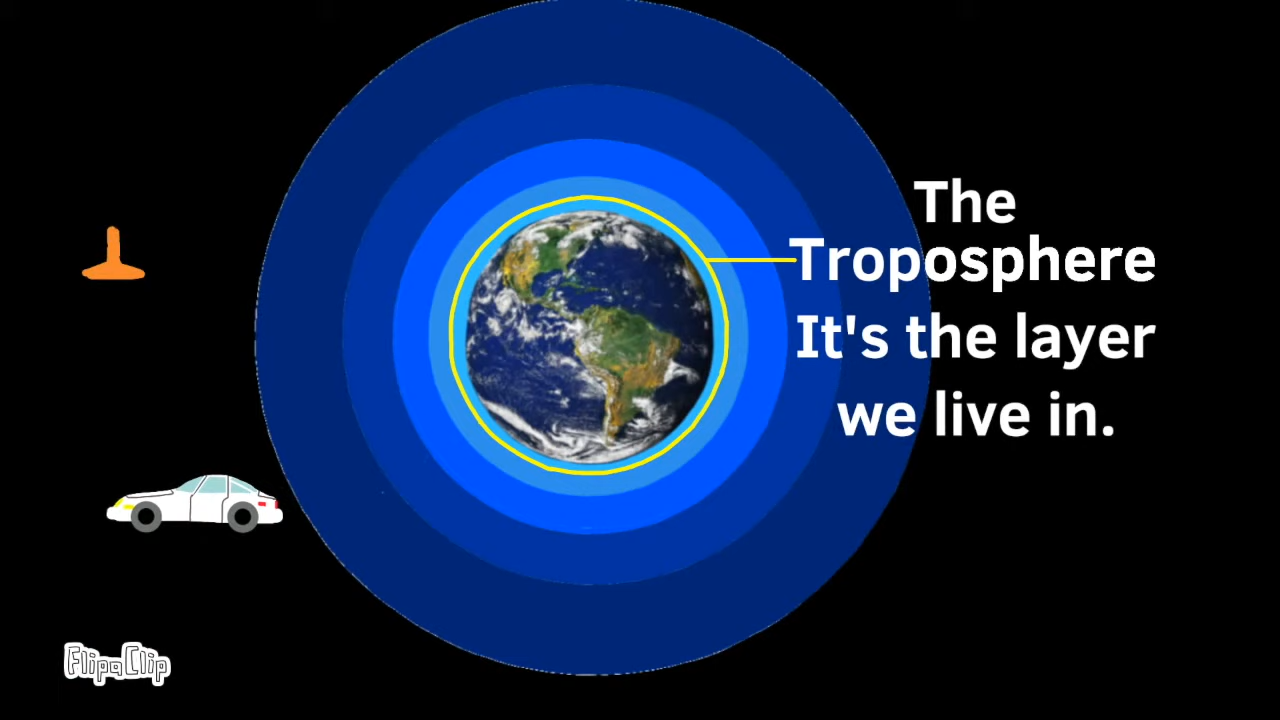 The
Troposphere
It's the layer
we live in.
FlipaClip